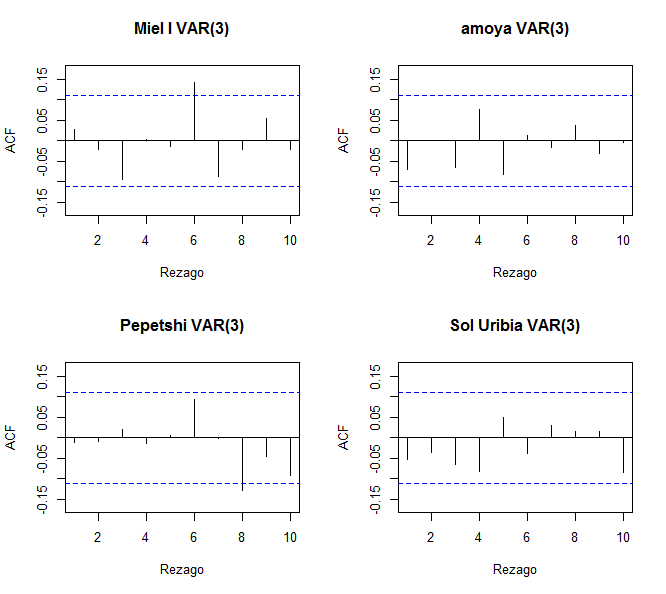 Miel I VAR(3)
ACF
0.15
0.05
-0.05
-0.15
2 4 6 8 10
Rezago
amoya VAR(3)
ACF
0.15
0.05
-0.05
-0.15
2 4 6 8 10
Rezago
Pepetshi VAR(3)
ACF
0.15
0.05
-0.05
-0.15
2 4 6 8 10
Rezago
Sol Uribia VAR(3)
ACF
0.15
0.05
-0.05
-0.15
2 4 6 8 10
Rezago